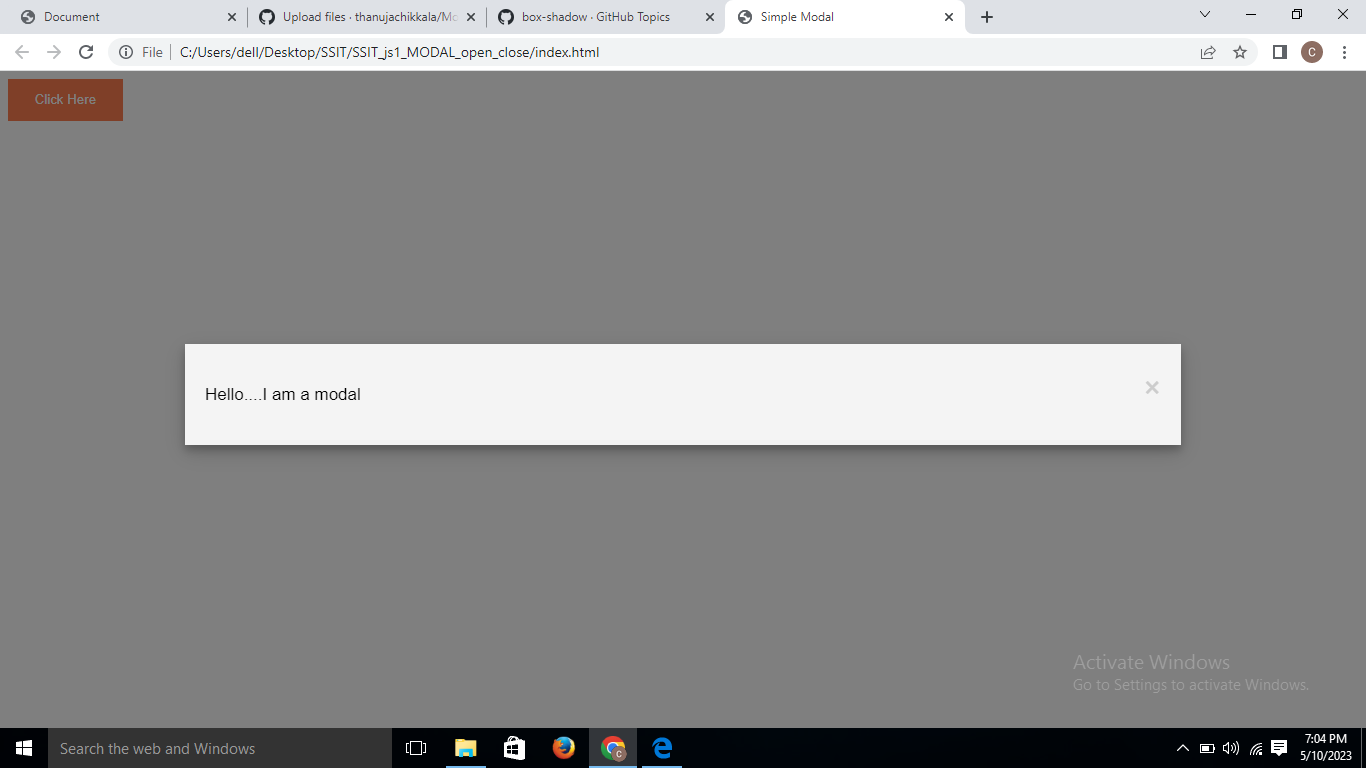 Document
Upload files · thanujachikkala/Mo
box-shadow · GitHub Topics
Simple Modal
File
C:/Users/dell/Desktop/SSIT/SSIT_js1_MODAL_open_close/index.html
C
Click Here
Hello....I am a modal
×
Activate Windows
Go to Settings to activate Windows.
Search the web and Windows
C
7:04 PM
5/10/2023